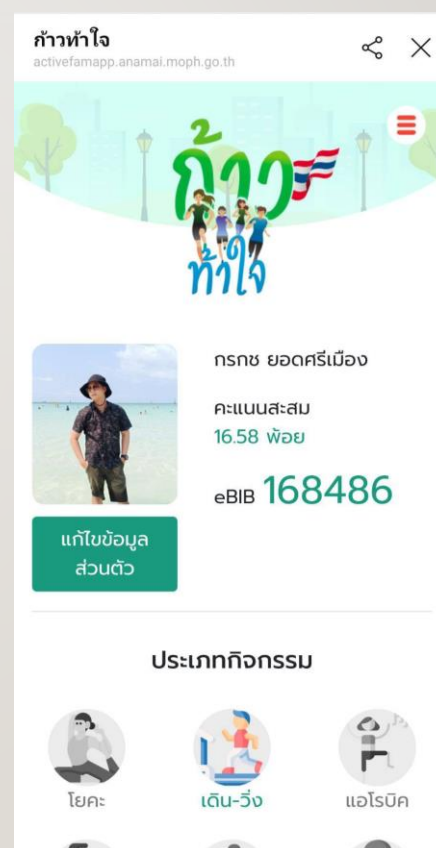 ก้าวท้าใจ
activefamapp.anamai.moph.go.th
ก้าว
ท้าใจ
กรกช ยอดศรีเมือง
คะแนนสะสม
16.58 พ้อย
eBIB 168486
แก้ไขข้อมูล
ส่วนตัว
ประเภทกิจกรรม
โยคะ
เดิน-วิ่ง
แอโรบิค